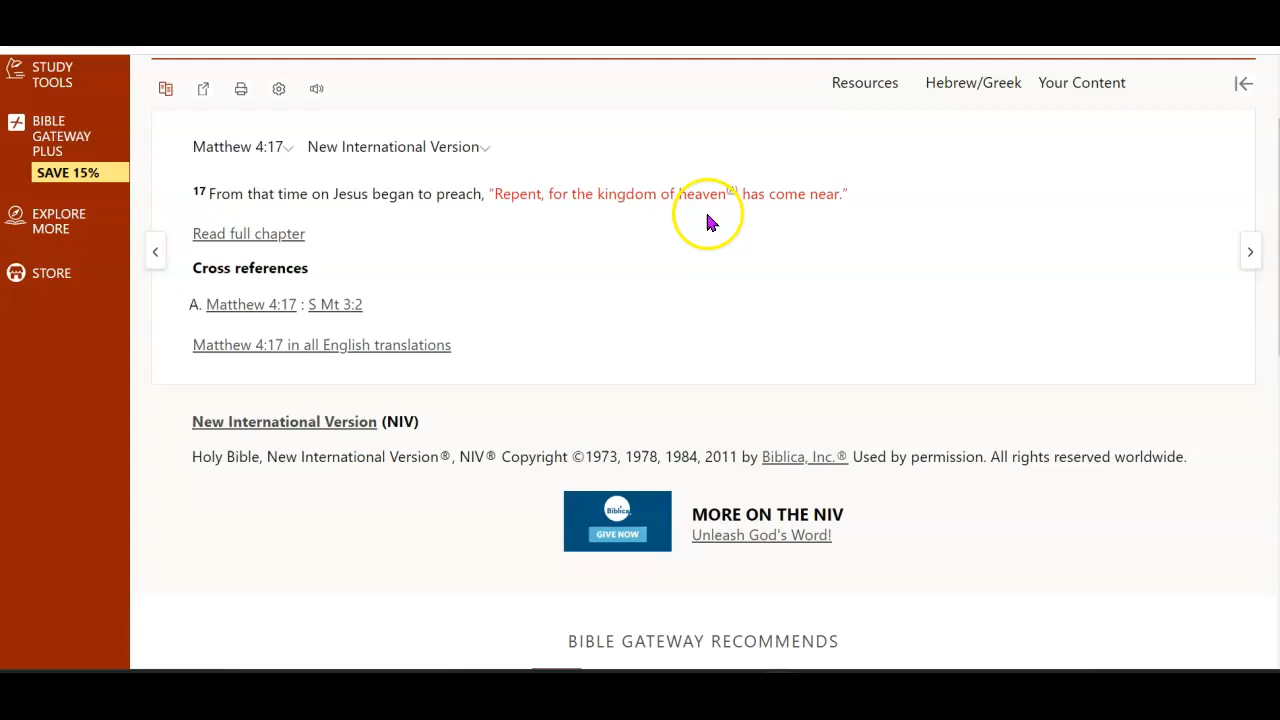 STUDY
TOOLS
BIBLE
GATEWAY
PLUS
SAVE 15%
EXPLORE
MORE
STORE
Resources Hebrew/Greek Your Content
Matthew 4:17 New International Version
17 From that time on Jesus began to preach, “Repent, for the kingdom of heaven has come near.”
Read full chapter
Cross references
A. Matthew 4:17 : S Mt 3:2
Matthew 4:17 in all English translations
New International Version (NIV)
Holy Bible, New International Version®, NIV® Copyright ©1973, 1978, 1984, 2011 by Biblica, Inc.® Used by permission. All rights reserved worldwide.
Biblica
GIVE NOW
MORE ON THE NIV
Unleash God's Word!
BIBLE GATEWAY RECOMMENDS